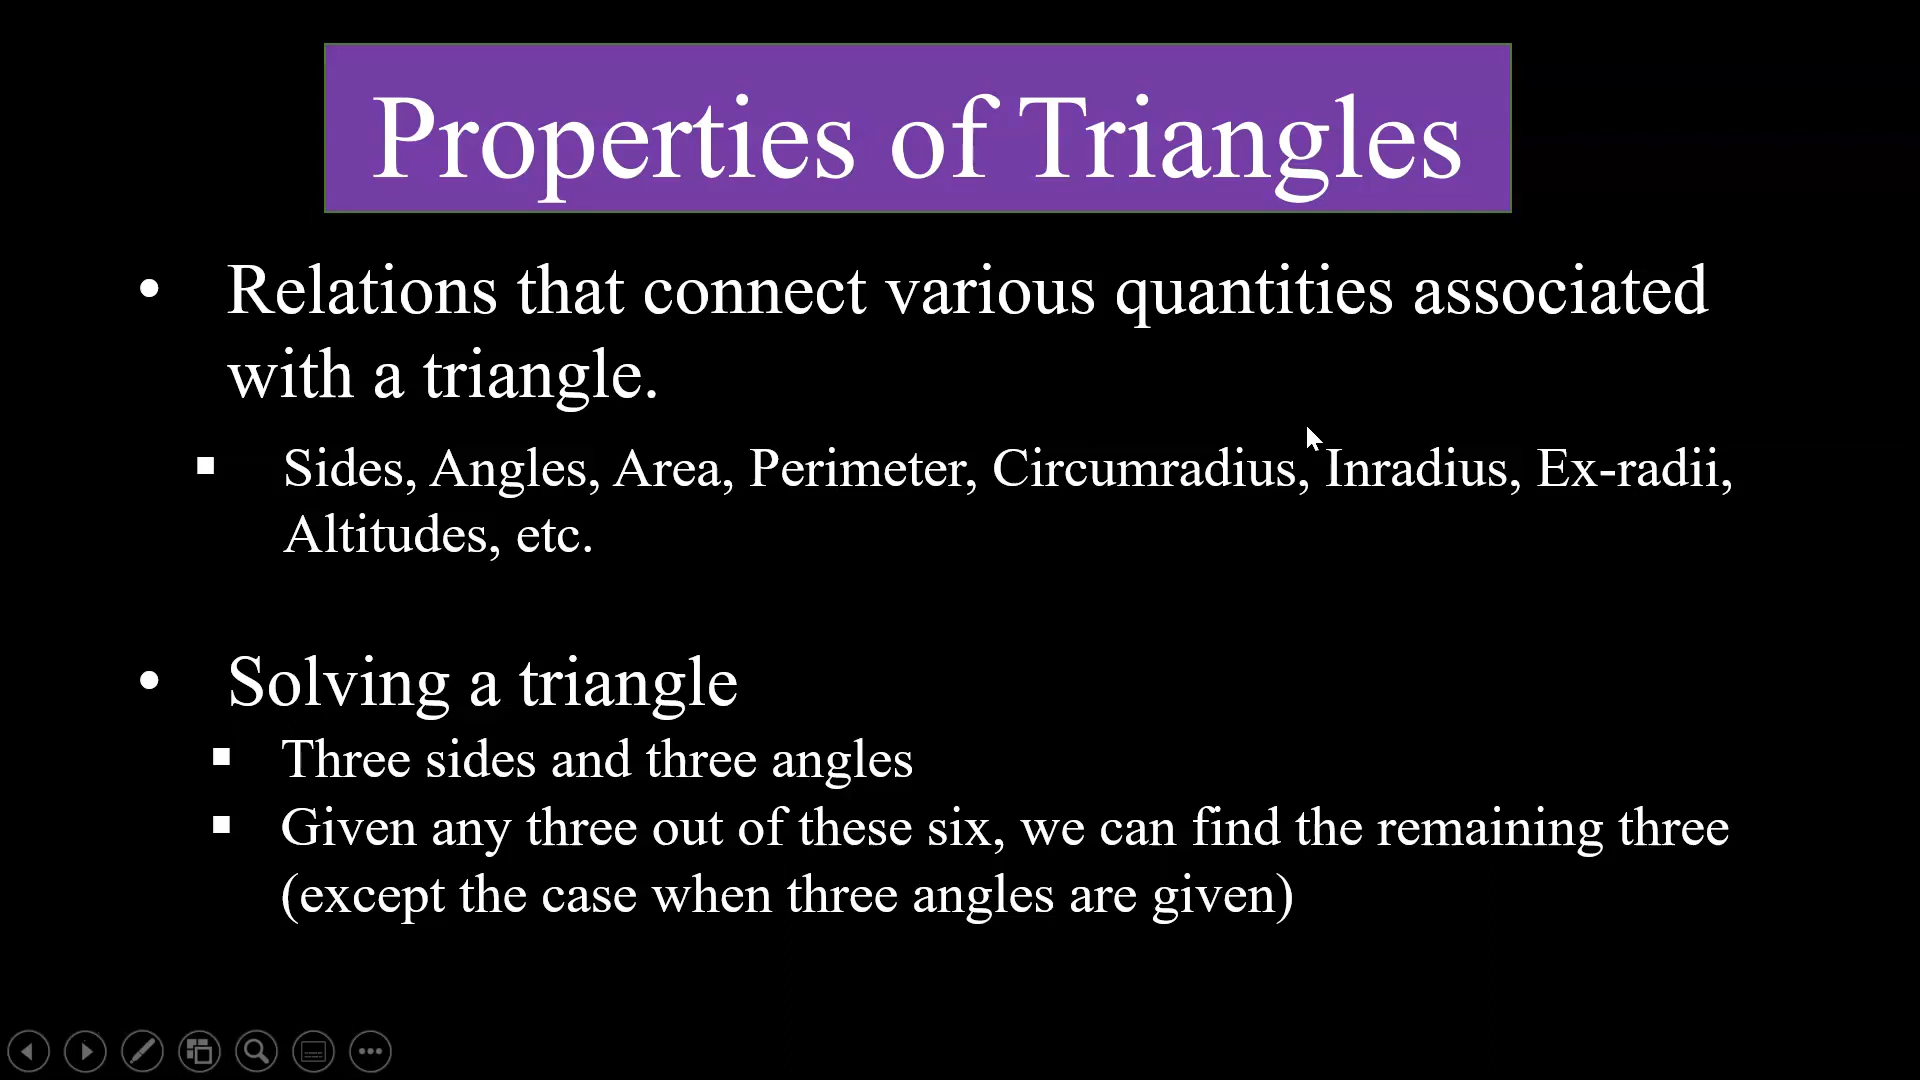 Properties of Triangles
• Relations that connect various quantities associated
with a triangle.
▪ Sides, Angles, Area, Perimeter, Circumradius, Inradius, Ex-radii,
Altitudes, etc.
• Solving a triangle
▪ Three sides and three angles
▪ Given any three out of these six, we can find the remaining three
(except the case when three angles are given)